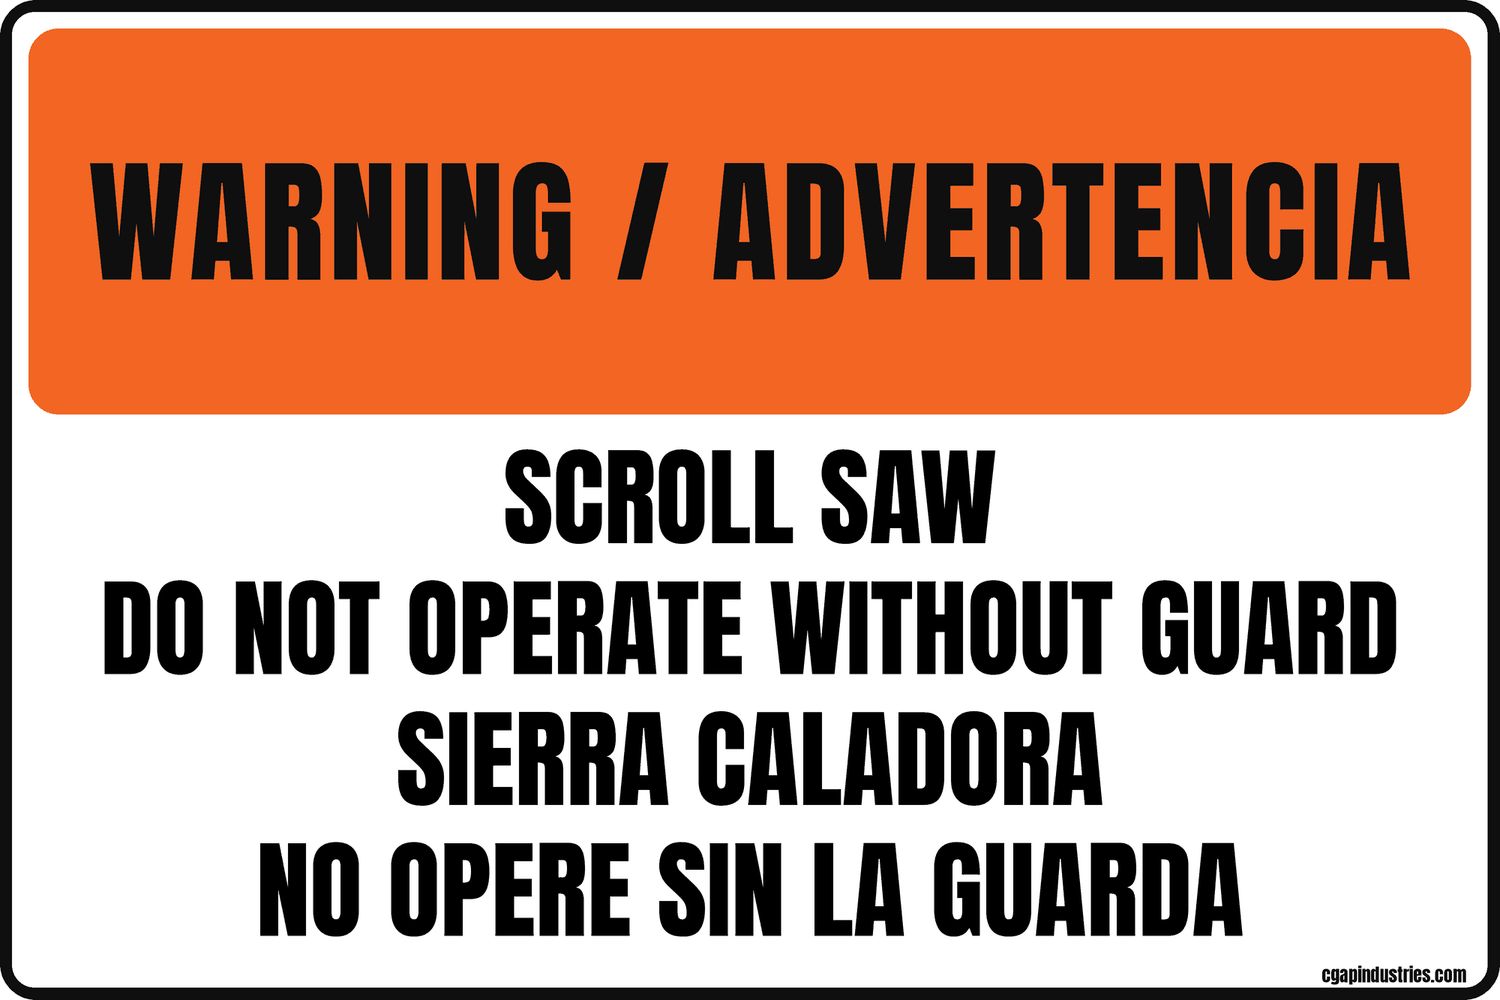 WARNING / ADVERTENCIA
SCROLL SAW
DO NOT OPERATE WITHOUT GUARD
SIERRA CALADORA
NO OPERE SIN LA GUARDA
cgapindustries.com